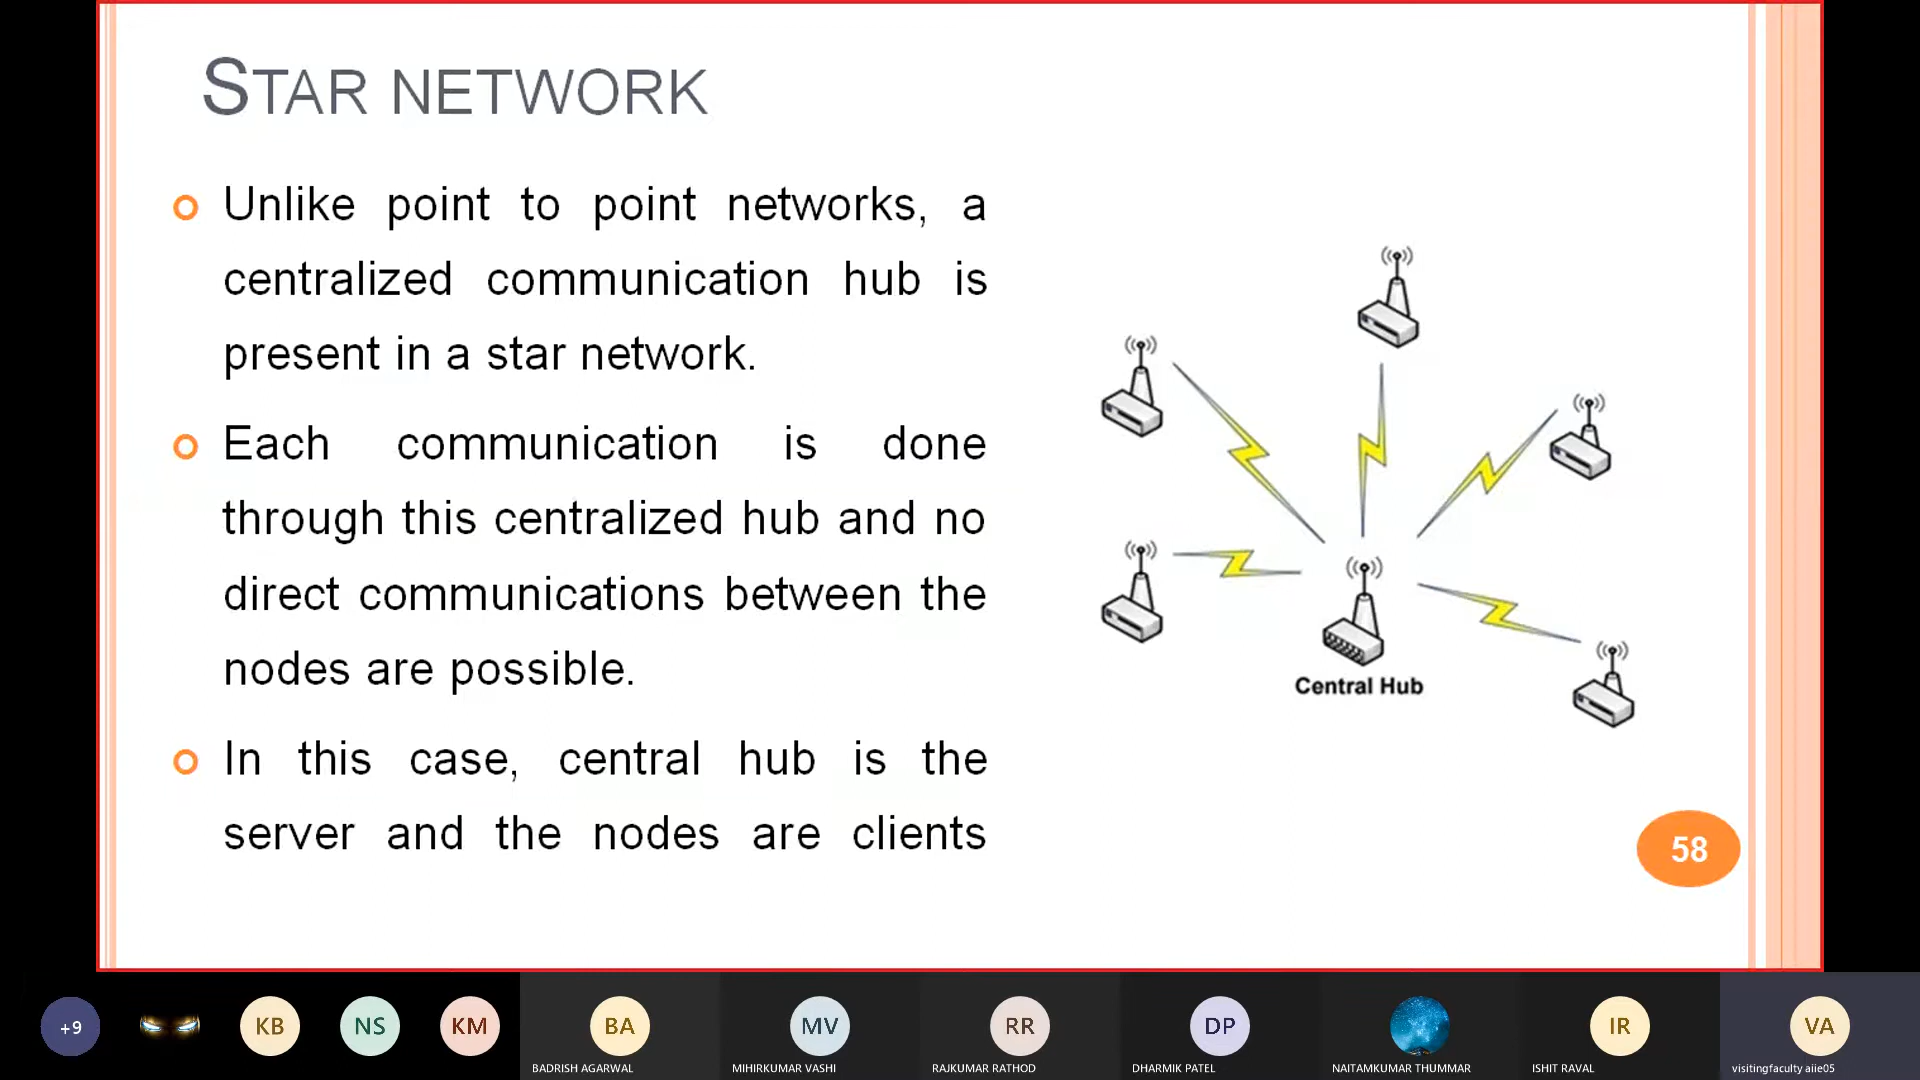 STAR NETWORK
Unlike point to point networks, a
centralized communication hub is
present in a star network.
Each communication is done
through this centralized hub and no
direct communications between the
nodes are possible.
In this case, central hub is the
server and the nodes are clients
Central Hub
58
+9
KB
NS
KM
BA
MV
RR
DP
IR
VA
BADRISH AGARWAL
MIHIRKUMAR VASHI
RAJKUMAR RATHOD
DHARMIK PATEL
NAITAMKUMAR THUMMAR
ISHIT RAVAL
visitingfaculty aiie05